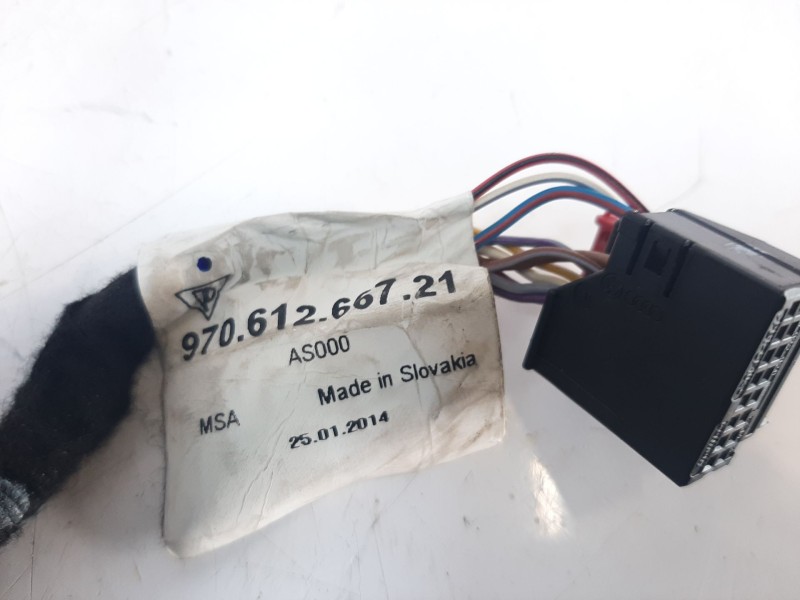 970.612.667.21
AS000
Made in Slovakia
MSA
25.01.2014